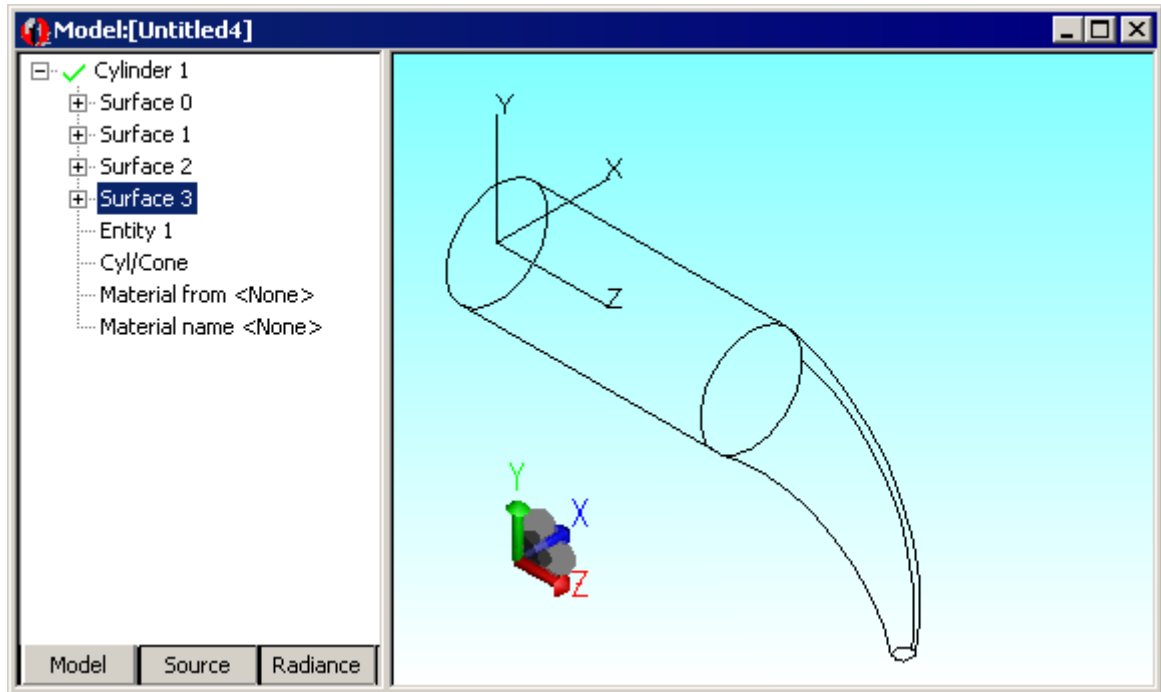 Model:[Untitled4]
Cylinder 1
Surface 0
Surface 1
Surface 2
Surface 3
Entity 1
Cyl/Cone
Material from <None>
Material name <None>
Model Source Radiance
Y
X
Z
Y
X
Z